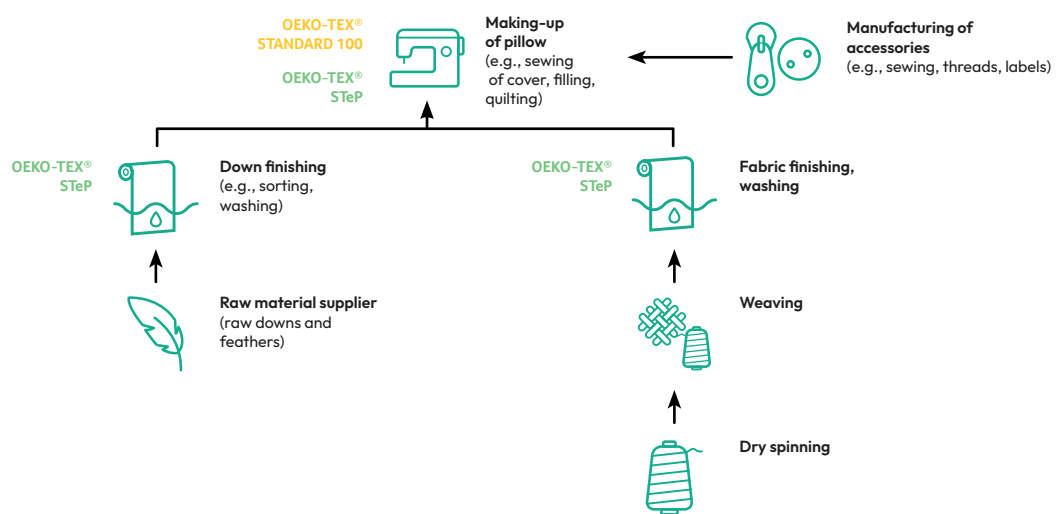 OEKO-TEX®
STANDARD 100
OEKO-TEX®
STeP
Making-up
of pillow
(e.g., sewing
of cover, filling,
quilting)
Manufacturing of
accessories
(e.g., sewing, threads, labels)
OEKO-TEX®
STeP
Down finishing
(e.g., sorting,
washing)
OEKO-TEX®
STeP
Fabric finishing,
washing
Raw material supplier
(raw downs and
feathers)
Weaving
Dry spinning